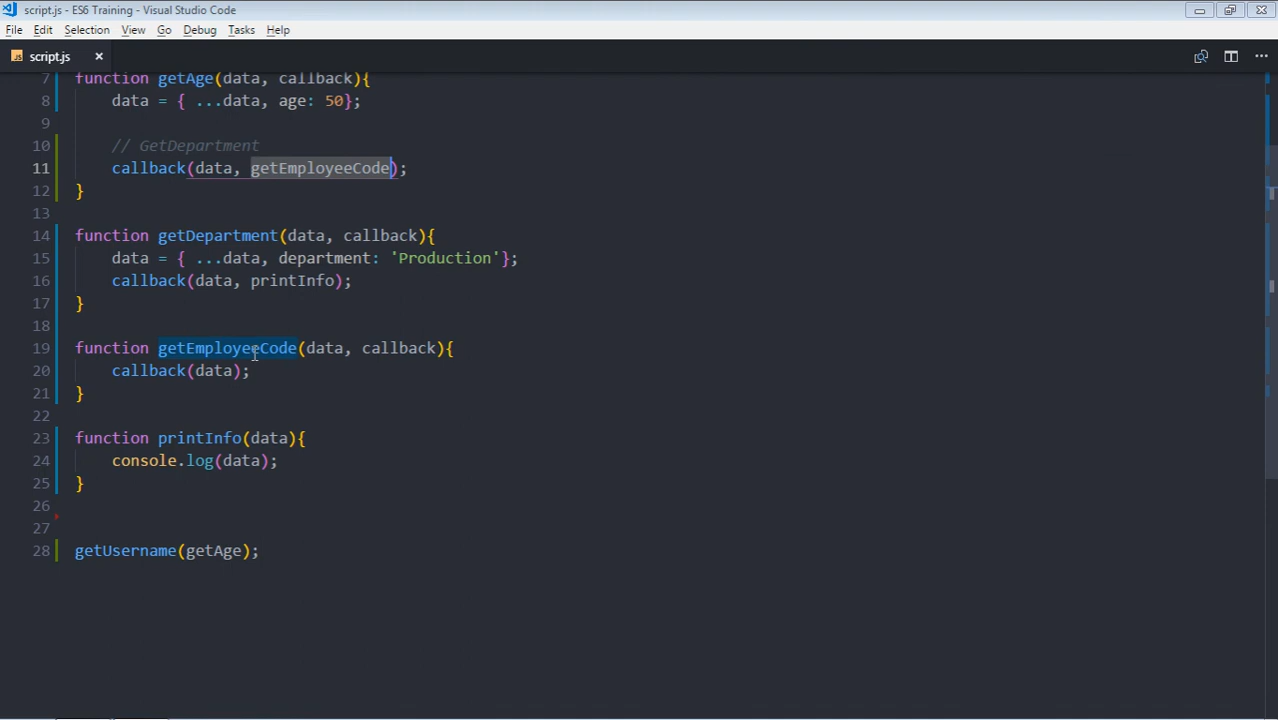 script.js - ES6 Training - Visual Studio Code
File Edit Selection View Go Debug Tasks Help
JS script.js
7 function getAge(data, callback){
8 data = { ...data, age: 50};
9
10 // GetDepartment
11 callback(data, getEmployeeCode);
12 }
13
14 function getDepartment(data, callback){
15 data = { ...data, department: 'Production'};
16 callback(data, printInfo);
17 }
18
19 function getEmployeeCode(data, callback){
20 callback(data);
21 }
22
23 function printInfo(data){
24 console.log(data);
25 }
26
27
28 getUsername(getAge);